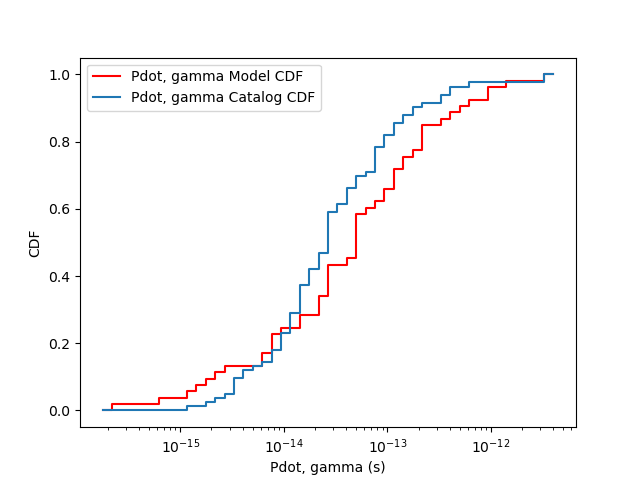 Pdot, gamma Model CDF
Pdot, gamma Catalog CDF
1.0
0.8
0.6
0.4
0.2
0.0
CDF
10⁻¹⁵ 10⁻¹⁴ 10⁻¹³ 10⁻¹²
Pdot, gamma (s)